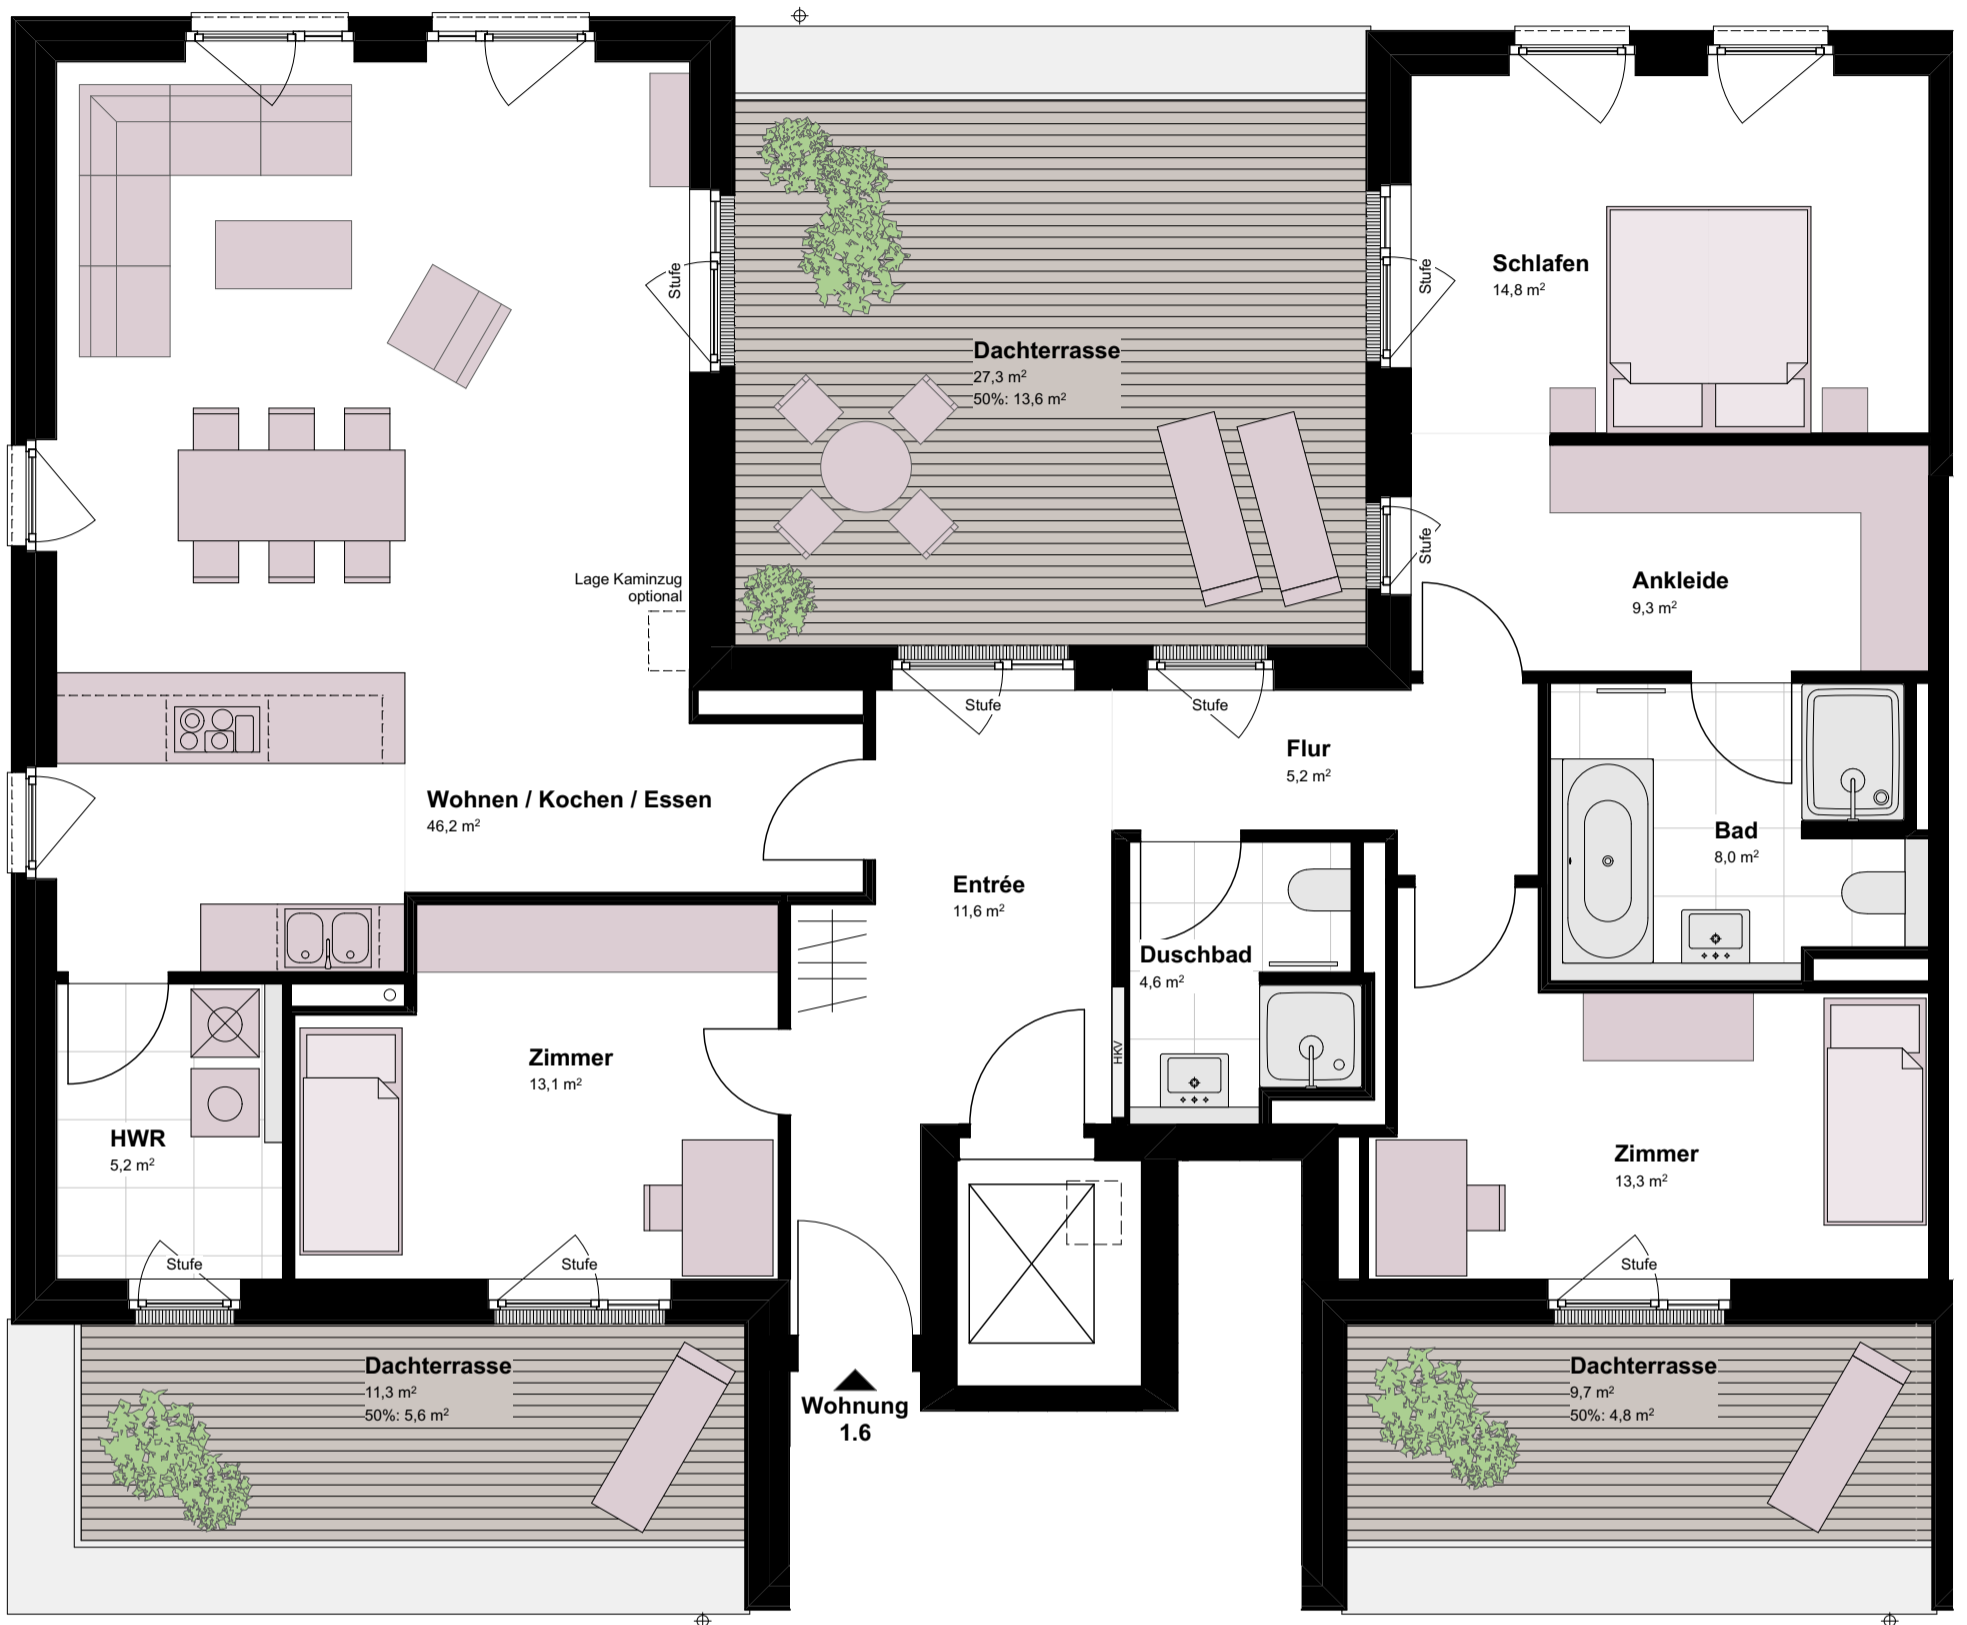 Stufe
Stufe
Schlafen
14,8 m²
Dachterrasse
27,3 m²
50%: 13,6 m²
Stufe
Lage Kaminzug
optional
Ankleide
9,3 m²
Stufe
Stufe
Flur
5,2 m²
Wohnen / Kochen / Essen
46,2 m²
Bad
8,0 m²
Entrée
11,6 m²
Duschbad
4,6 m²
HKV
Zimmer
13,1 m²
HWR
5,2 m²
Zimmer
13,3 m²
Stufe
Stufe
Stufe
Dachterrasse
11,3 m²
50%: 5,6 m²
Wohnung
1.6
Dachterrasse
9,7 m²
50%: 4,8 m²